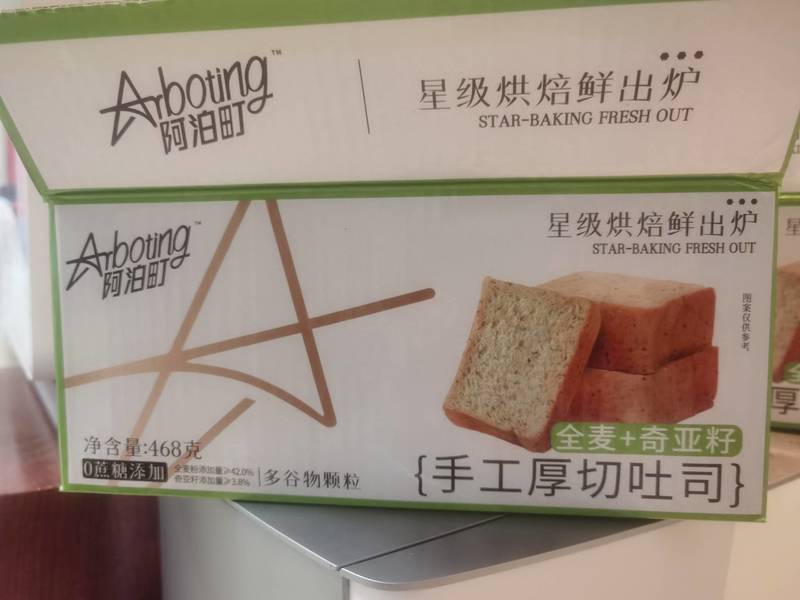 Arboting™
阿泊町
星级烘焙鲜出炉
STAR-BAKING FRESH OUT
Arboting™
阿泊町
星级烘焙鲜出炉
STAR-BAKING FRESH OUT
图案仅供参考
全麦+奇亚籽
{手工厚切吐司}
净含量:468克
0蔗糖添加
全麦粉添加量≥42.0%
奇亚籽添加量≥3.8%
多谷物颗粒